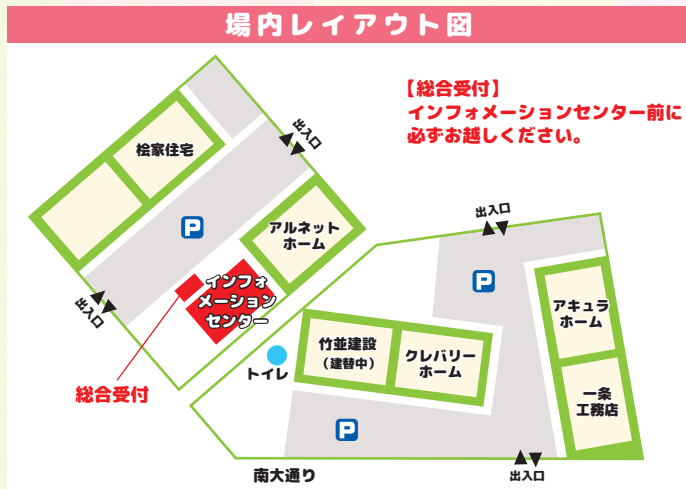 場内レイアウト図
【総合受付】
インフォメーションセンター前に
必ずお越しください。
出入口
桧家住宅
P
アルネット
ホーム
出入口
インフォ
メーション
センター
総合受付
トイレ
出入口
P
アキュラ
ホーム
竹並建設
（建替中）
クレバリー
ホーム
一条
工務店
P
南大通り
出入口